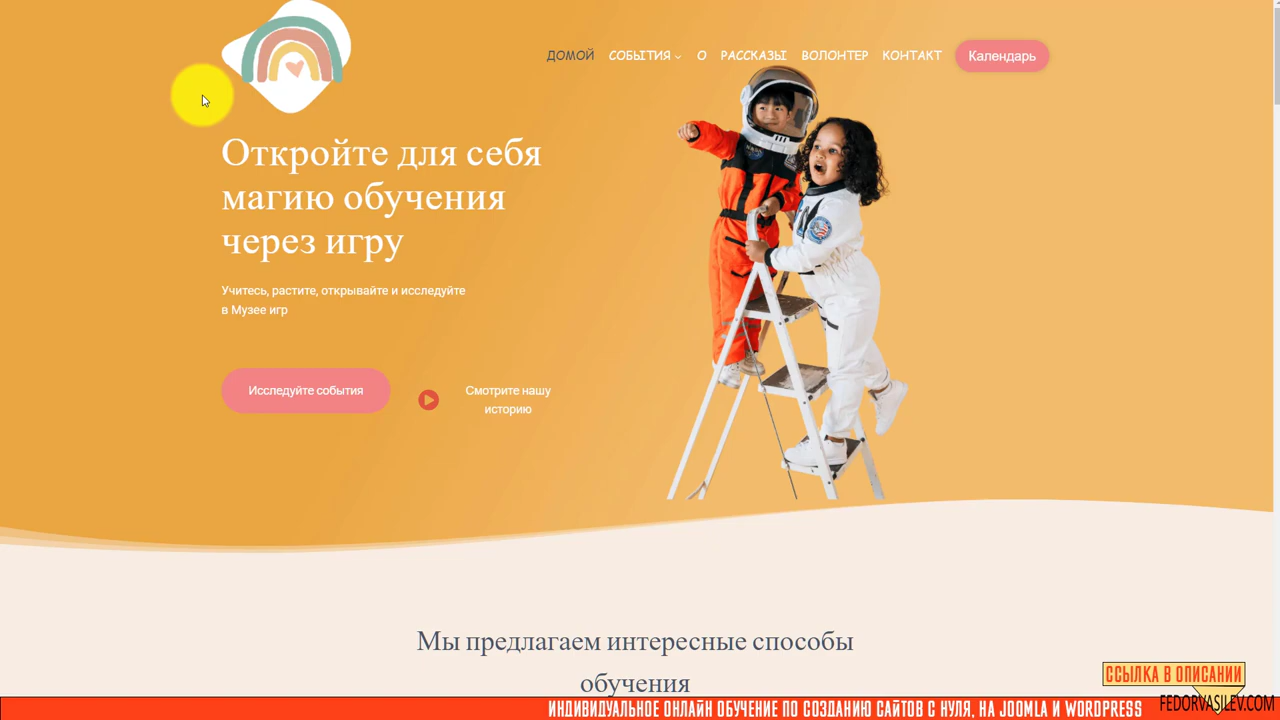 ДОМОЙ СОБЫТИЯ О РАССКАЗЫ ВОЛОНТЕР КОНТАКТ Календарь
Откройте для себя
магию обучения
через игру
Учитесь, растите, открывайте и исследуйте
в Музее игр
Исследуйте события
Смотрите нашу
историю
Мы предлагаем интересные способы
обучения
ССЫЛКА В ОПИСАНИИ
FEDORVASILEV.COM
ИНДИВИДУАЛЬНОЕ ОНЛАЙН ОБУЧЕНИЕ ПО СОЗДАНИЮ САЙТОВ С НУЛЯ, НА JOOMLA И WORDPRESS